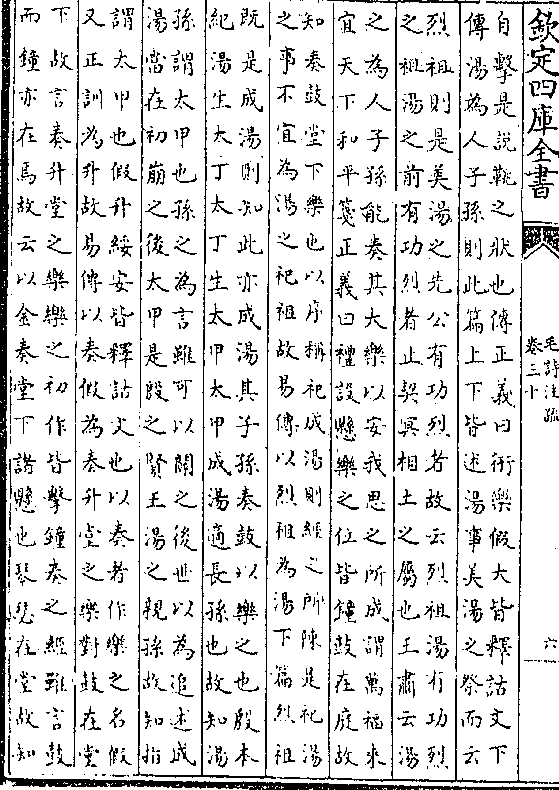 欽定四庫全書
毛詩注疏
卷三十
六
自擊是說鞉之狀也傳正義曰衎樂假大皆釋詁文下
傳湯為人子孫則此篇上下皆述湯事美湯之祭而云
烈祖則是美湯之先公有功烈者故云烈祖湯有功烈
之祖湯之前有功烈者止契冥相土之屬也王肅云湯
之為人子孫能奏其大樂以安我思之所成謂萬福來
宜天下和平箋正義曰禮設懸樂之位皆鐘鼓在庭故
知奏鼓堂下樂也以序稱祀成湯則經之所陳是祀湯
之事不宜為湯之祀祖故易傳以烈祖為湯下篇烈祖
既是成湯則知此亦成湯其子孫奏鼓以樂之也殷本
紀湯生太丁太丁生太甲太甲成湯適長孫也故知湯
孫謂太甲也孫之為言雖可以關之後世以為追述成
湯當在初崩之後太甲是殷之賢王湯之親孫故知指
謂太甲也假升綏安皆釋詁文也以奏者作樂之名假
又正訓為升故易傳以奏假為奏升堂之樂對鼓在堂
下故言奏升堂之樂樂之初作皆擊鐘奏之經雖言鼓
而鐘亦在焉故云以金奏堂下諸懸也琴瑟在堂故知